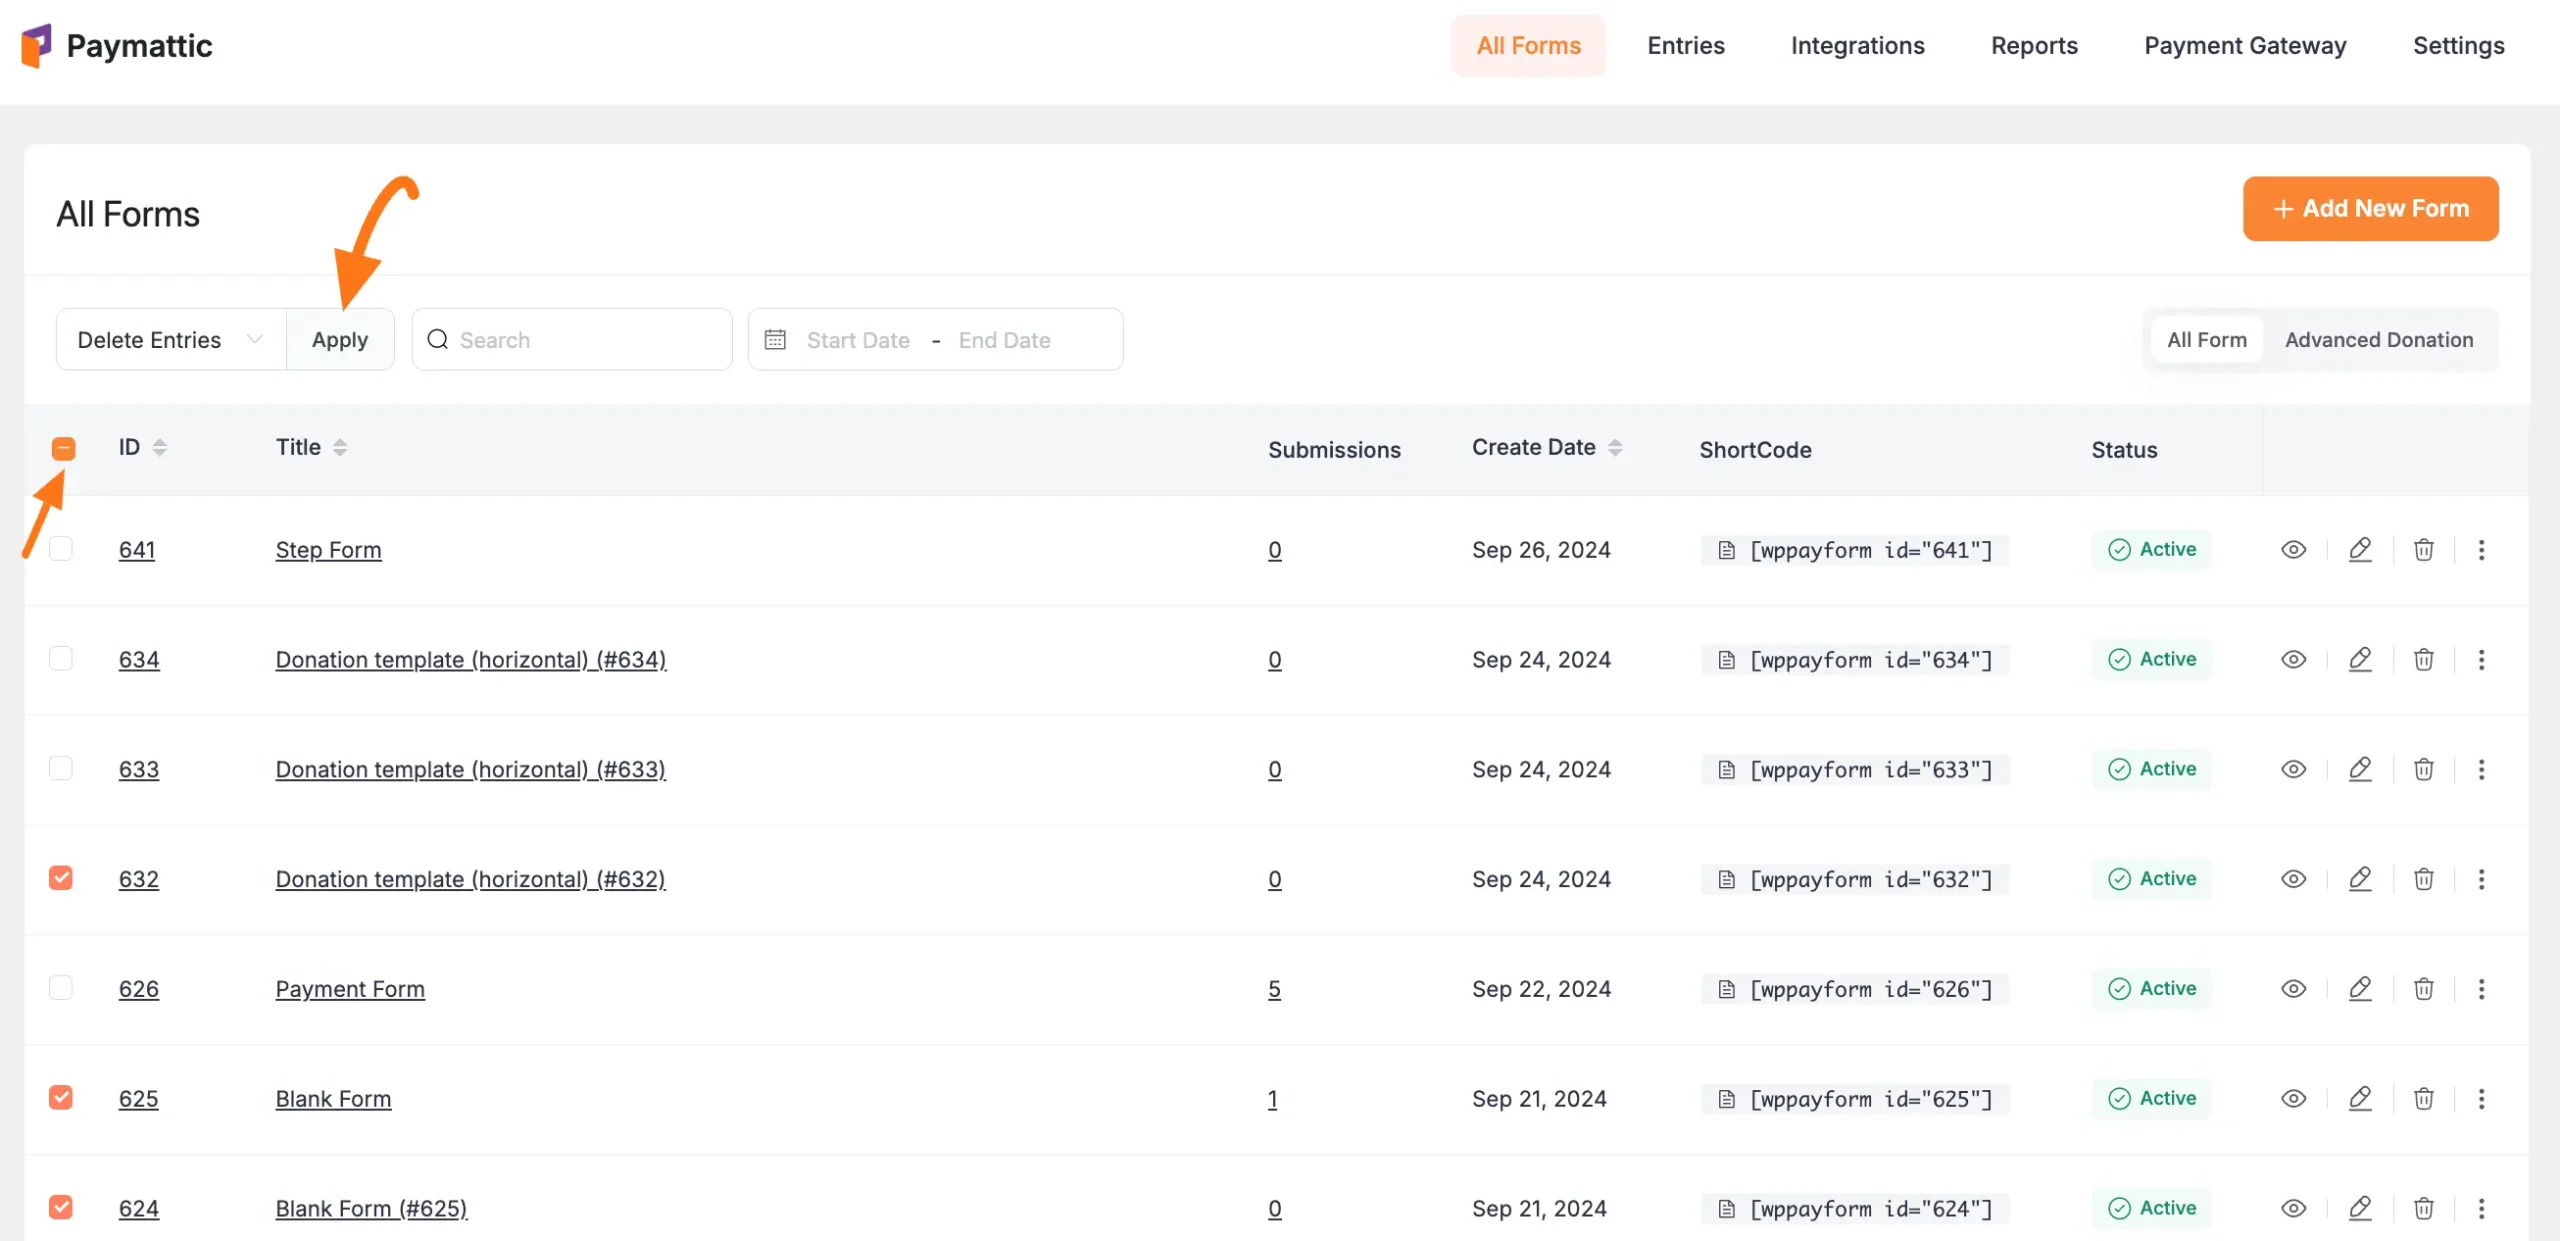 Paymattic
All Forms Entries Integrations Reports Payment Gateway Settings
All Forms
+ Add New Form
Delete Entries Apply Search Start Date - End Date All Form Advanced Donation
ID Title Submissions Create Date ShortCode Status
641 Step Form 0 Sep 26, 2024 [wppayform id="641"] Active
634 Donation template (horizontal) (#634) 0 Sep 24, 2024 [wppayform id="634"] Active
633 Donation template (horizontal) (#633) 0 Sep 24, 2024 [wppayform id="633"] Active
632 Donation template (horizontal) (#632) 0 Sep 24, 2024 [wppayform id="632"] Active
626 Payment Form 5 Sep 22, 2024 [wppayform id="626"] Active
625 Blank Form 1 Sep 21, 2024 [wppayform id="625"] Active
624 Blank Form (#625) 0 Sep 21, 2024 [wppayform id="624"] Active